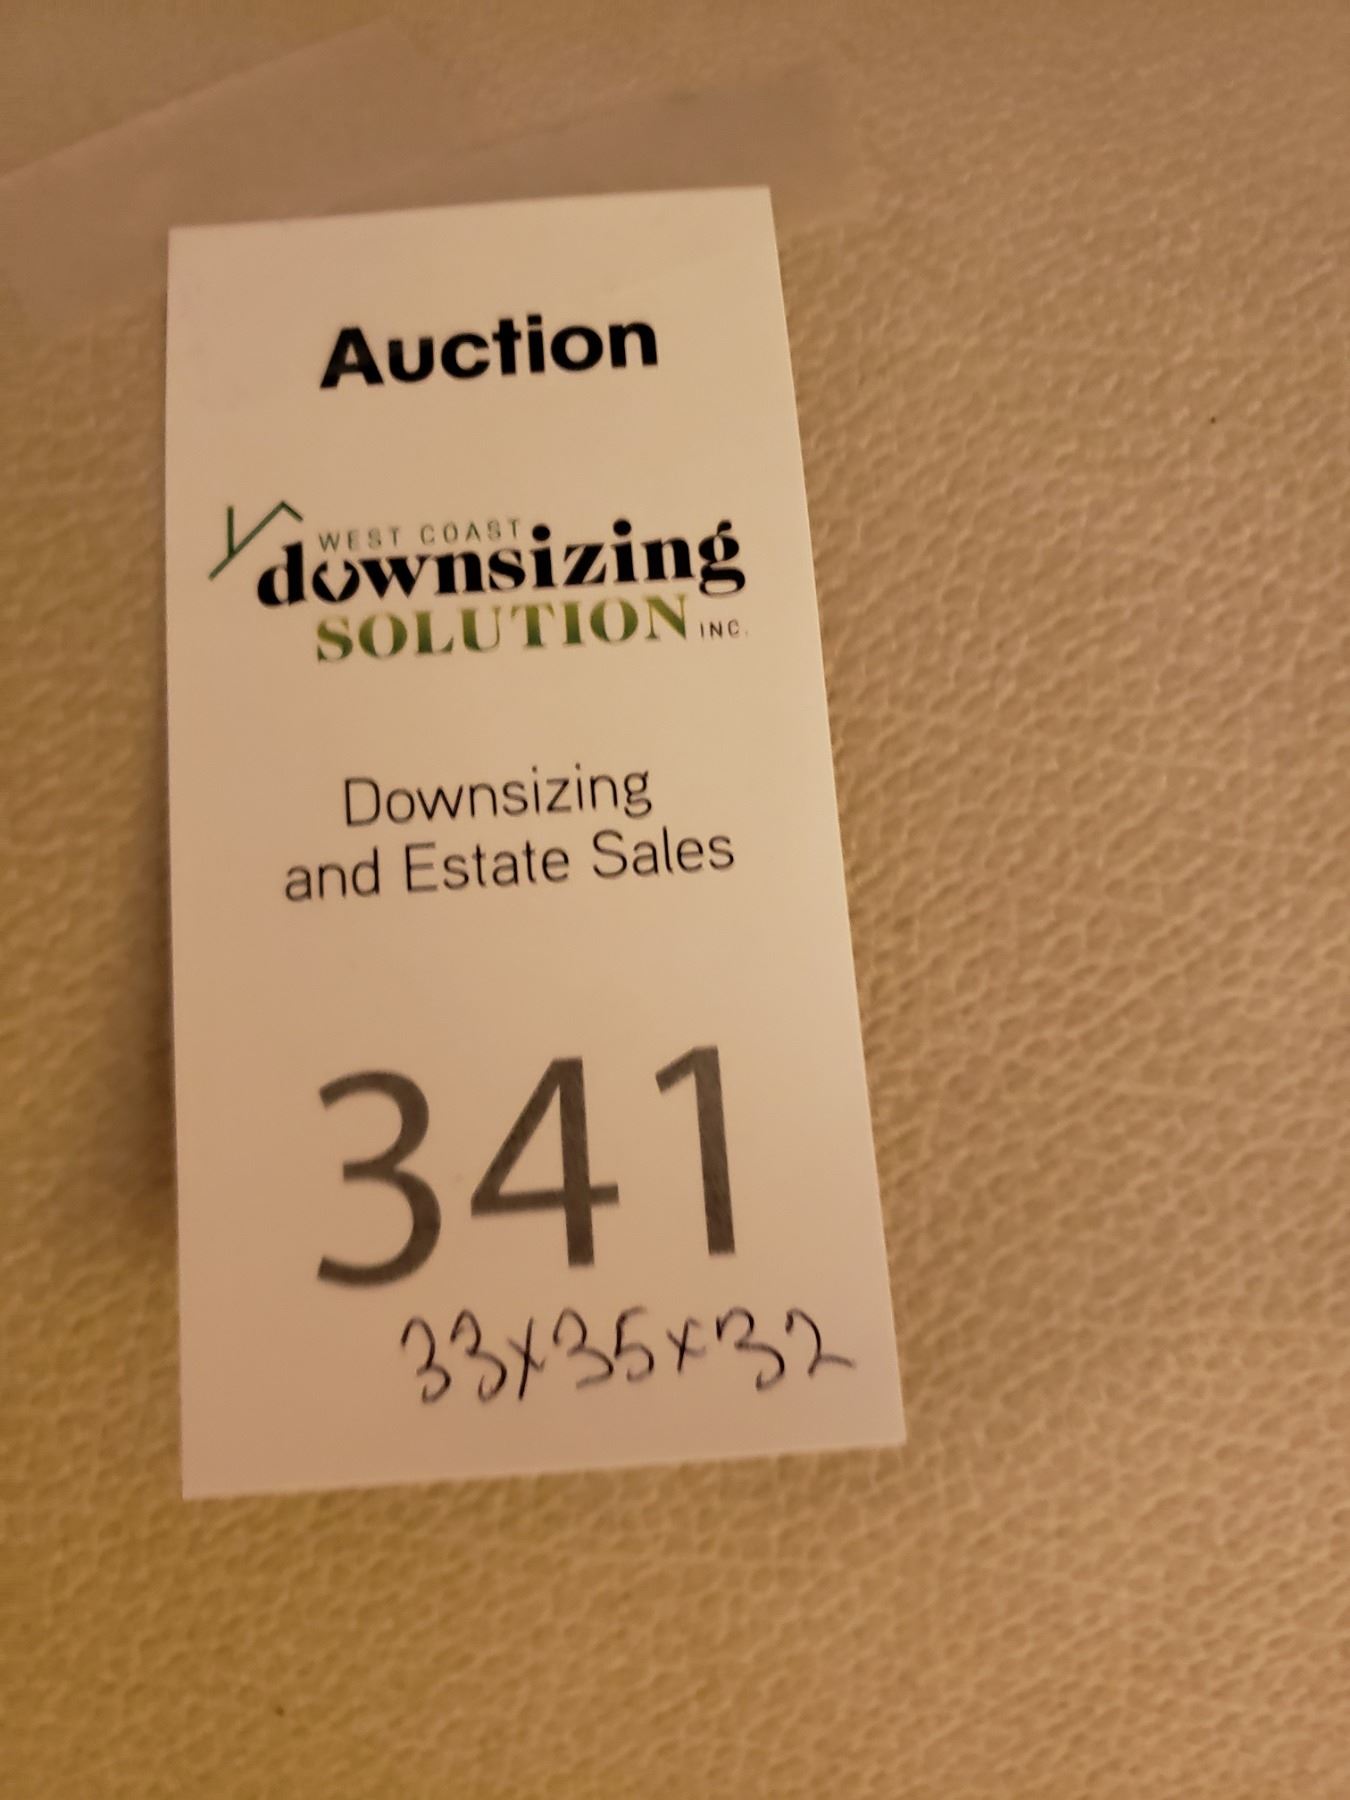 Auction
WEST COAST
downsizing
SOLUTION INC.
Downsizing
and Estate Sales
341
33x35x32